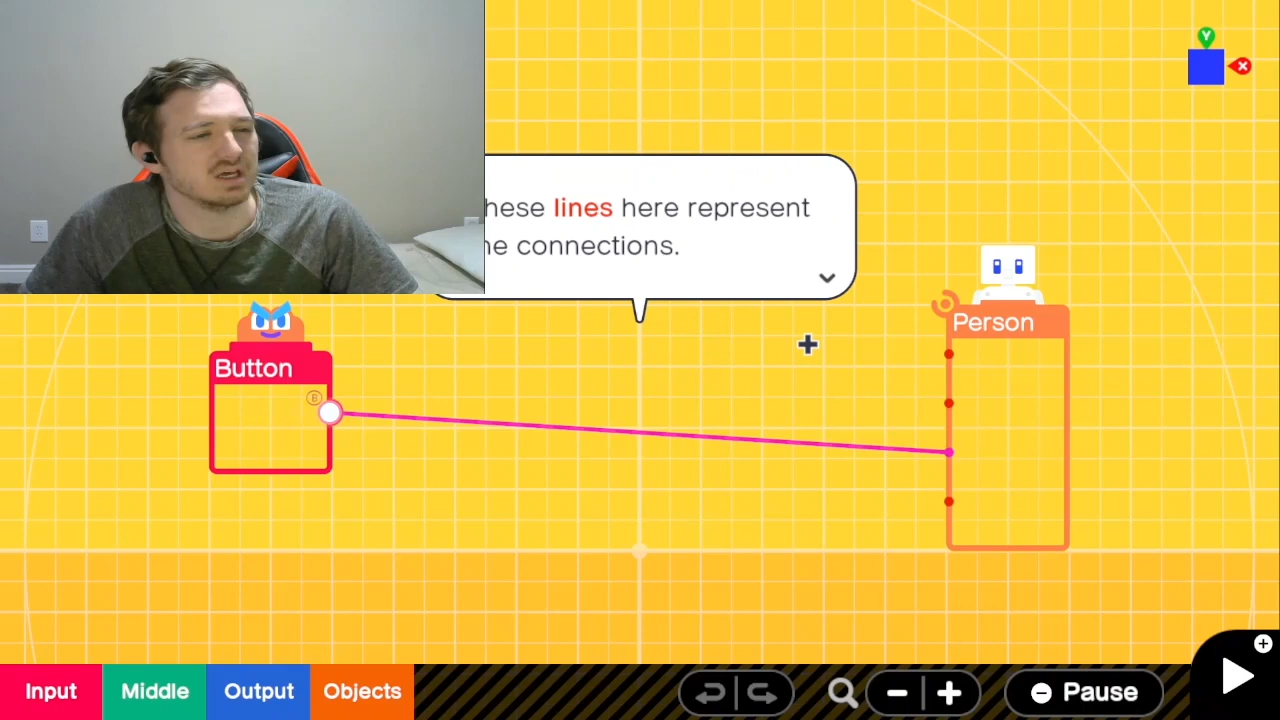 Y
X
hese lines here represent
he connections.
Person
Button
B
Input
Middle
Output
Objects
Pause